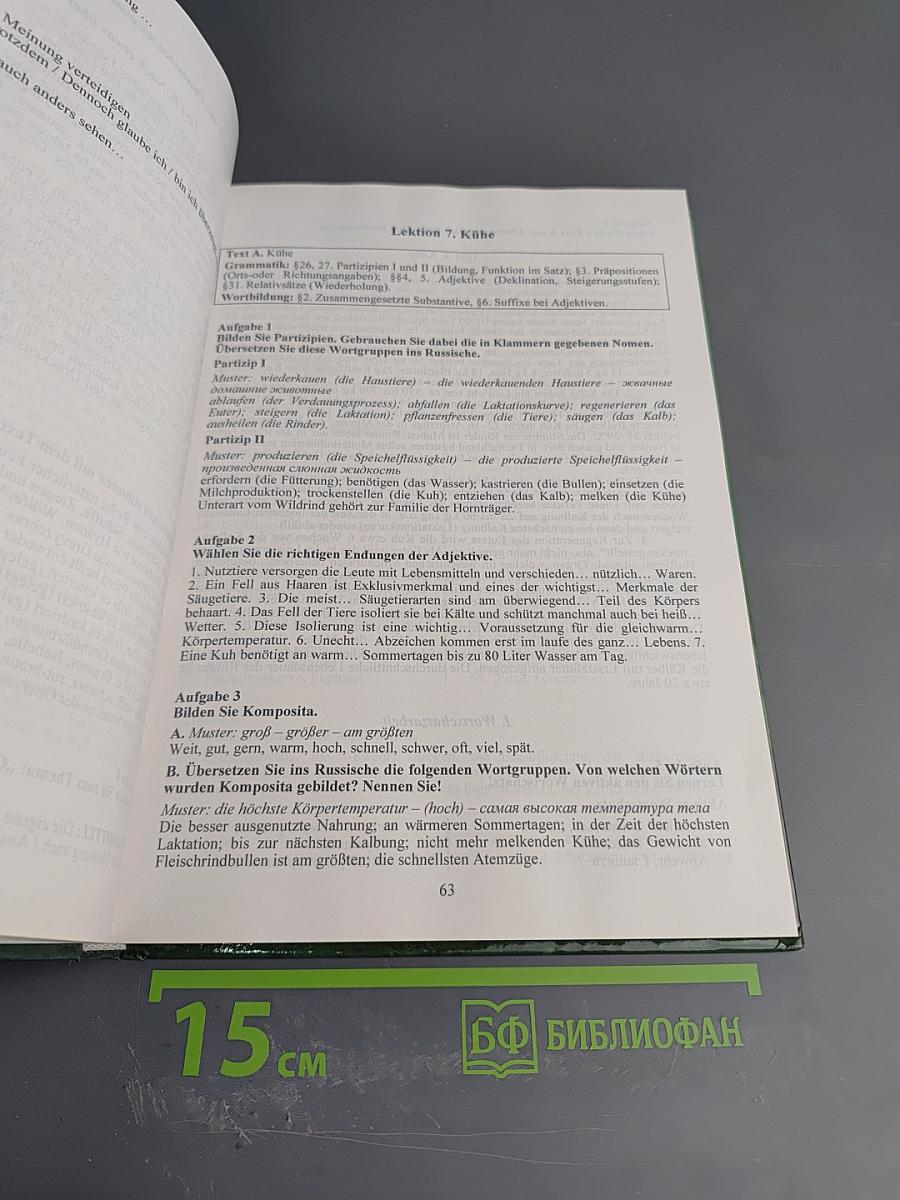 Meinung verteidigen
Dennoch glaube ich / bin ich
auch anders sehen…
Lektion 7. Kühe
Text A. Kühe
Grammatik: §26, 27. Partizipien I und II (Bildung, Funktion im Satz); §3. Präpositionen
(Orts-oder Richtungsangaben); §§4, 5. Adjektive (Deklination, Steigerungsstufen);
§31. Relativsätze (Wiederholung).
Wortbildung: §2. Zusammengesetzte Substantive, §6. Suffixe bei Adjektiven.
Aufgabe 1
Bilden Sie Partizipien. Gebrauchen Sie dabei die in Klammern gegebenen Nomen.
Übersetzen Sie diese Wortgruppen ins Russische.
Partizip I
Muster: wiederkauen (die Haustiere) – die wiederkauenden Haustiere – жвачные
домашние животные
ablaufen (der Verdauungsprozess); abfallen (die Laktationskurve); regenerieren (das
Euter); steigern (die Laktation); pflanzenfressen (die Tiere); säugen (das Kalb);
ausheilen (die Rinder).
Partizip II
Muster: produzieren (die Speichelflüssigkeit) – die produzierte Speichelflüssigkeit –
произведенная слюнная жидкость
erfordern (die Fütterung); benötigen (das Wasser); kastrieren (die Bullen); einsetzen (die
Milchproduktion); trockenstellen (die Kuh); entziehen (das Kalb); melken (die Kühe)
Unterart vom Wildrind gehört zur Familie der Hornträger.
Aufgabe 2
Wählen Sie die richtigen Endungen der Adjektive.
1. Nutztiere versorgen die Leute mit Lebensmitteln und verschieden… nützlich… Waren.
2. Ein Fell aus Haaren ist Exklusivmerkmal und eines der wichtigst… Merkmale der
Säugetiere. 3. Die meist… Säugetierarten sind am überwiegend… Teil des Körpers
behaart. 4. Das Fell der Tiere isoliert sie bei Kälte und schützt manchmal auch bei heiß…
Wetter. 5. Diese Isolierung ist eine wichtig… Voraussetzung für die gleichwarm…
Körpertemperatur. 6. Unecht… Abzeichen kommen erst im laufe des ganz… Lebens. 7.
Eine Kuh benötigt an warm… Sommertagen bis zu 80 Liter Wasser am Tag.
Aufgabe 3
Bilden Sie Komposita.
A. Muster: groß – größer – am größten
Weit, gut, gern, warm, hoch, schnell, schwer, oft, viel, spät.
B. Übersetzen Sie ins Russische die folgenden Wortgruppen. Von welchen Wörtern
wurden Komposita gebildet? Nennen Sie!
Muster: die höchste Körpertemperatur – (hoch) – самая высокая температура тела
Die besser ausgenutzte Nahrung; an wärmeren Sommertagen; in der Zeit der höchsten
Laktation; bis zur nächsten Kalbung; nicht mehr melkenden Kühe; das Gewicht von
Fleischrindbullen ist am größten; die schnellsten Atemzüge.
63
15 см
БФ БИБЛИОФАН